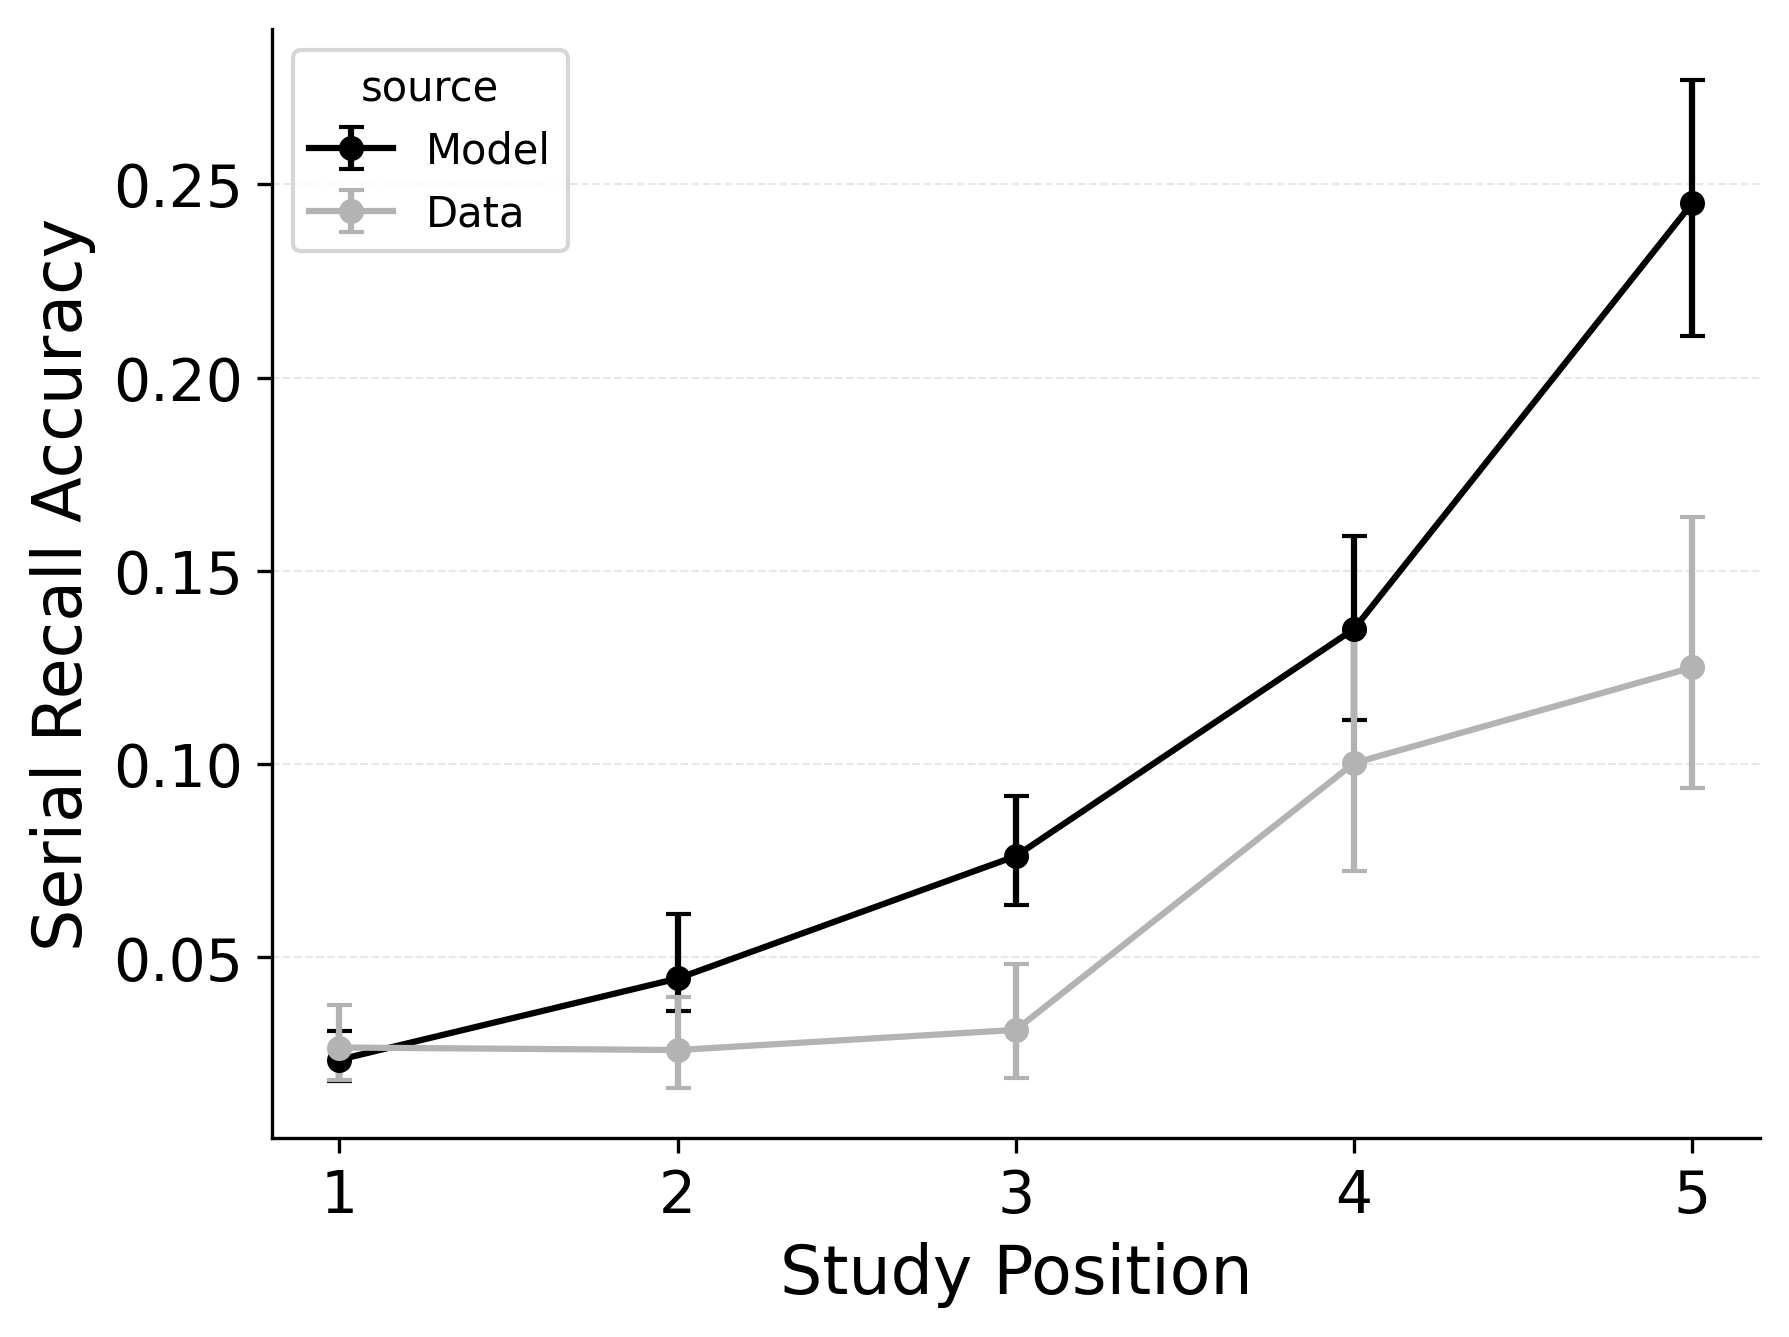 source
Model
Data
0.25
0.20
0.15
0.10
0.05
Serial Recall Accuracy
1 2 3 4 5
Study Position